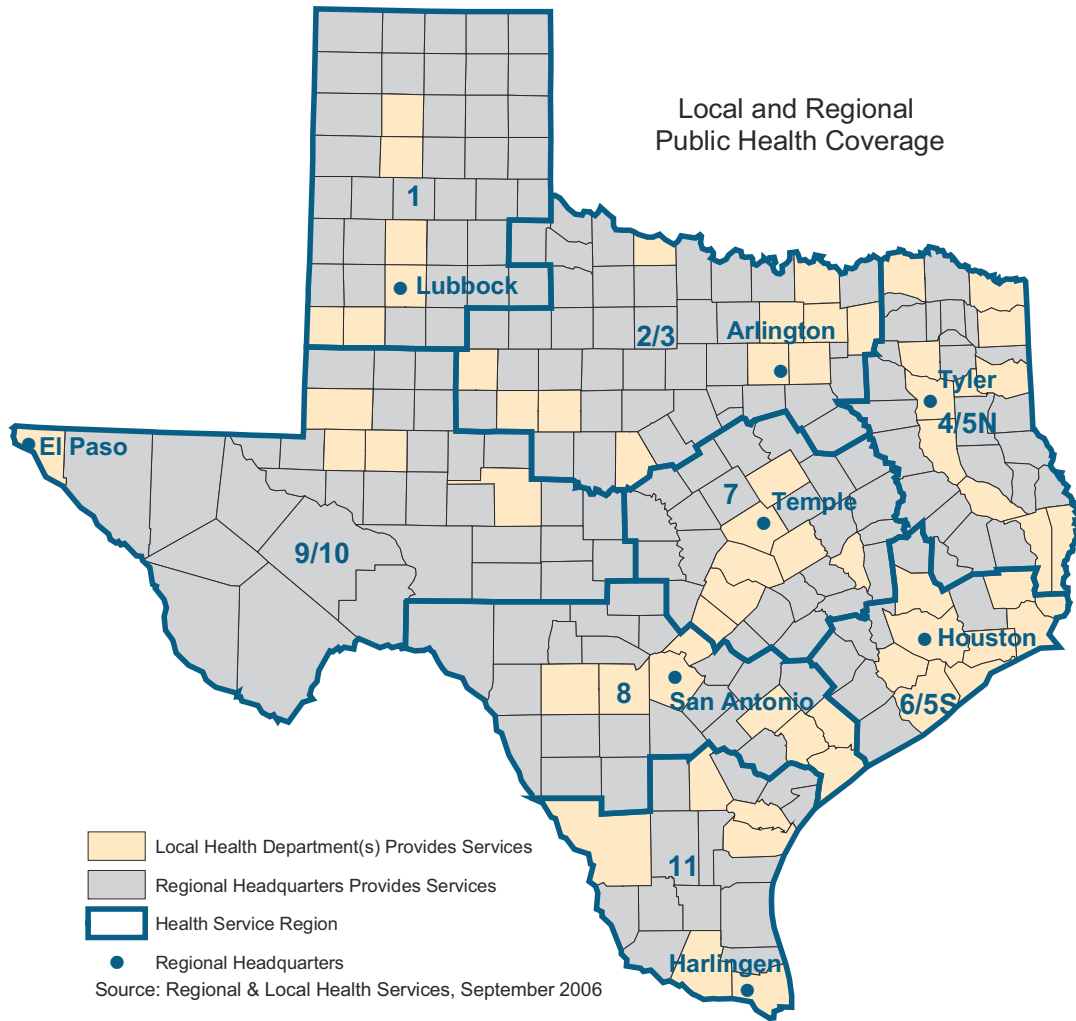 Local and Regional
Public Health Coverage
1
Lubbock
2/3
Arlington
Tyler
4/5N
El Paso
7
Temple
9/10
Houston
8
San Antonio
6/5S
11
Harlingen
Local Health Department(s) Provides Services
Regional Headquarters Provides Services
Health Service Region
Regional Headquarters
Source: Regional & Local Health Services, September 2006